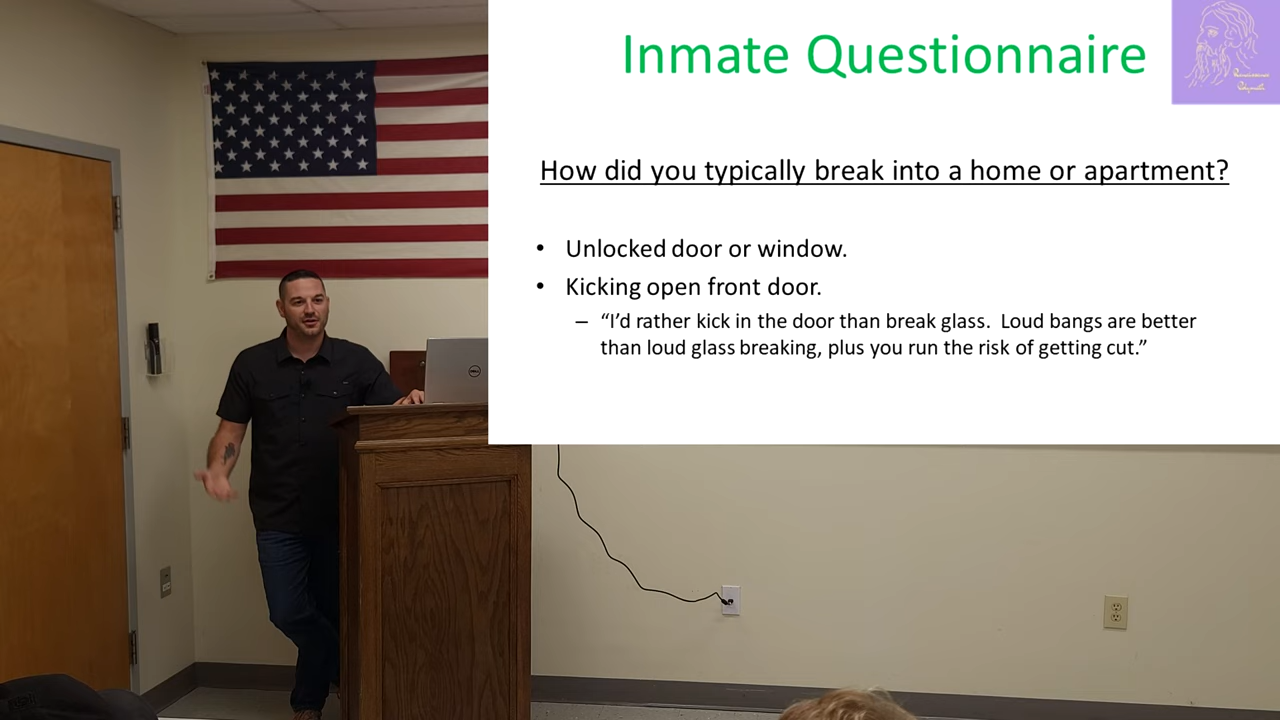 Inmate Questionnaire
How did you typically break into a home or apartment?
• Unlocked door or window.
• Kicking open front door.
– “I’d rather kick in the door than break glass.  Loud bangs are better
than loud glass breaking, plus you run the risk of getting cut.”
DELL